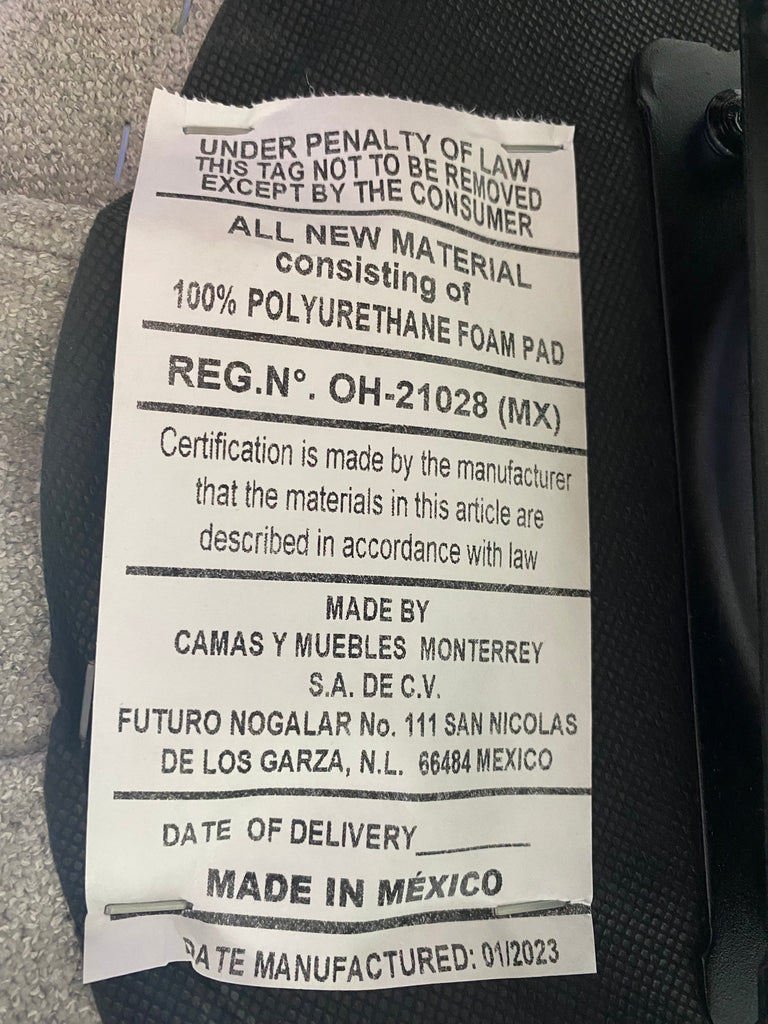 UNDER PENALTY OF LAW
THIS TAG NOT TO BE REMOVED
EXCEPT BY THE CONSUMER
ALL NEW MATERIAL
consisting of
100% POLYURETHANE FOAM PAD
REG.N°. OH-21028 (MX)
Certification is made by the manufacturer
that the materials in this article are
described in accordance with law
MADE BY
CAMAS Y MUEBLES MONTERREY
S.A. DE C.V.
FUTURO NOGALAR No. 111 SAN NICOLAS
DE LOS GARZA, N.L. 66484 MEXICO
DATE OF DELIVERY
MADE IN MÉXICO
DATE MANUFACTURED: 01/2023